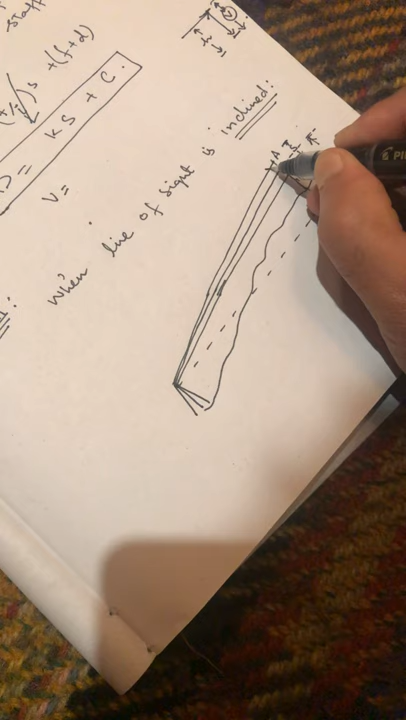 staff
(f/i)s + (f+d)
D = KS + C.
V =
When line of sight is inclined:
A